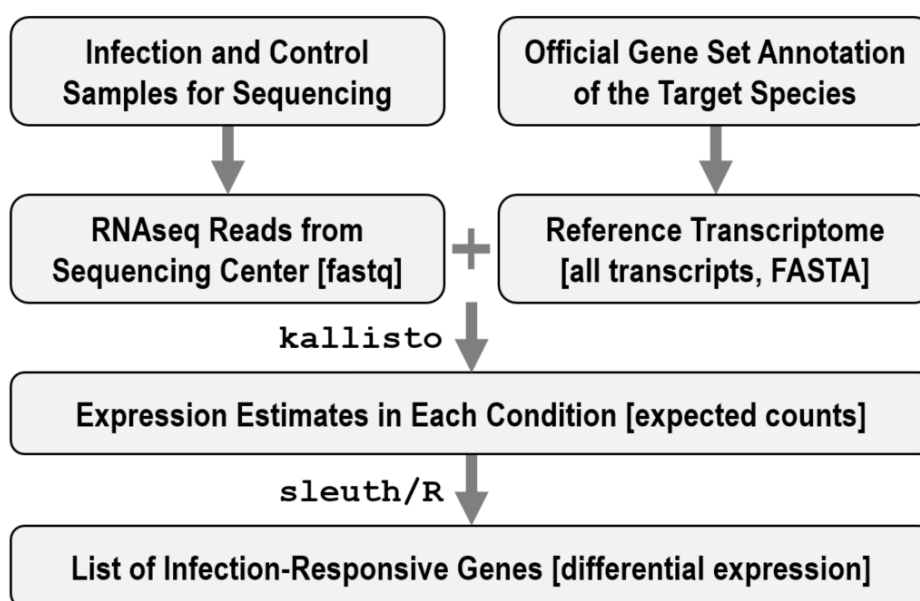 Infection and Control
Samples for Sequencing
Official Gene Set Annotation
of the Target Species
RNAseq Reads from
Sequencing Center [fastq]
+
Reference Transcriptome
[all transcripts, FASTA]
kallisto
Expression Estimates in Each Condition [expected counts]
sleuth/R
List of Infection-Responsive Genes [differential expression]